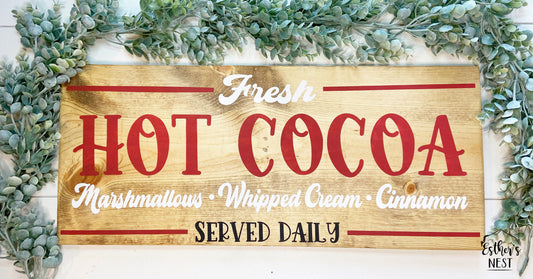 Fresh
HOT COCOA
Marshmallows • Whipped Cream • Cinnamon
SERVED DAILY
Esther's
NEST